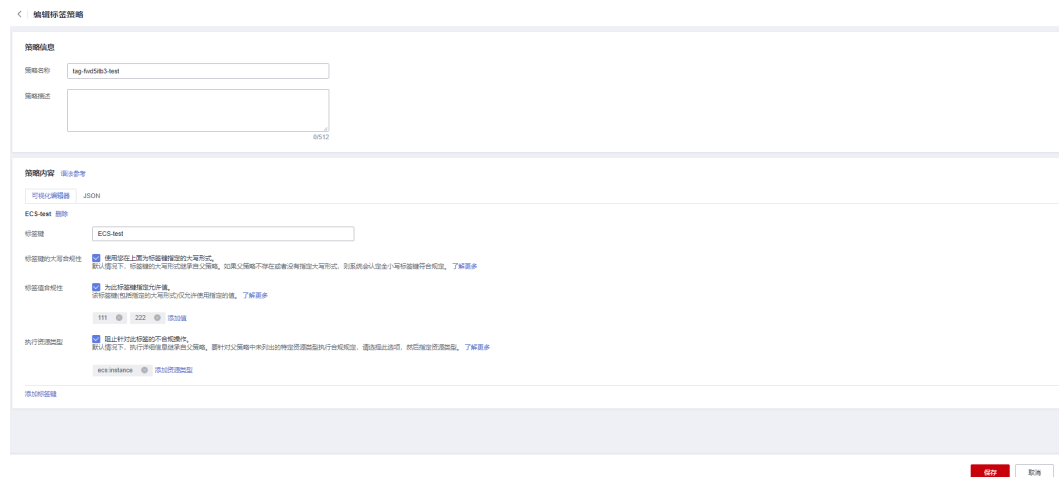 编辑标签策略
策略信息
策略名称 tag-fwd5itb3-test
策略描述
0/512
策略内容 语法参考
可视化编辑器 JSON
ECS-test 删除
标签键 ECS-test
标签键的大写合规性 使用您在上面为标签键指定的大写形式。
默认情况下，标签键的大写形式继承自父策略。如果父策略不存在或者没有指定大写形式，则系统会认定全小写标签键符合规定。 了解更多
标签值合规性 为此标签键指定允许值。
该标签键(包括指定的大写形式)仅允许使用指定的值。 了解更多
111 222 添加值
执行资源类型 阻止针对此标签的不合规操作。
默认情况下，执行详细信息继承自父策略。要针对父策略中未列出的特定资源类型执行合规规定，请选择此选项，然后指定资源类型。 了解更多
ecs:instance 添加资源类型
添加标签键
保存 取消